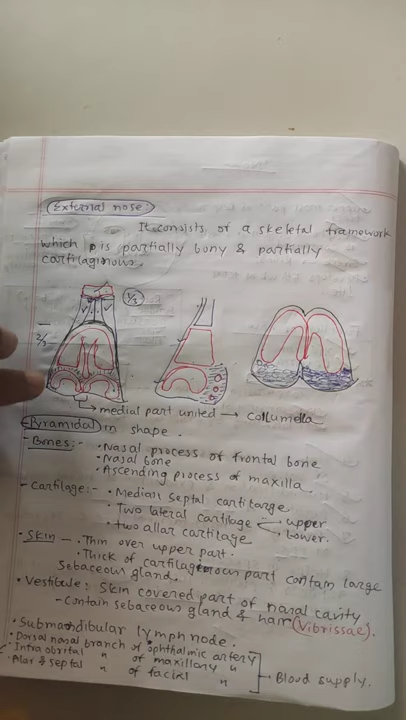 External nose:
It consists of a skeletal framework
which is partially bony & partially
cartilaginous.
1/3
2/3
medial part united → collumella
Pyramidal in shape.
- Bones:- • Nasal process of frontal bone
• Nasal bone
• Ascending process of maxilla
- Cartilage:- • Median septal cartilage
• Two lateral cartilage upper
• Two allar cartilage Lower.
• Skin - • Thin over upper part.
• Thick of cartilagenous part contain large
Sebaceous gland.
• Vestibule: Skin covered part of nasal cavity
- Contain sebaceous gland & hair (Vibrissae).
• Submandibular lymph node.
• Dorsal nasal branch of ophthalmic artery
• Infra orbital " of maxillary "
• Alar & septal " of facial " Blood supply.